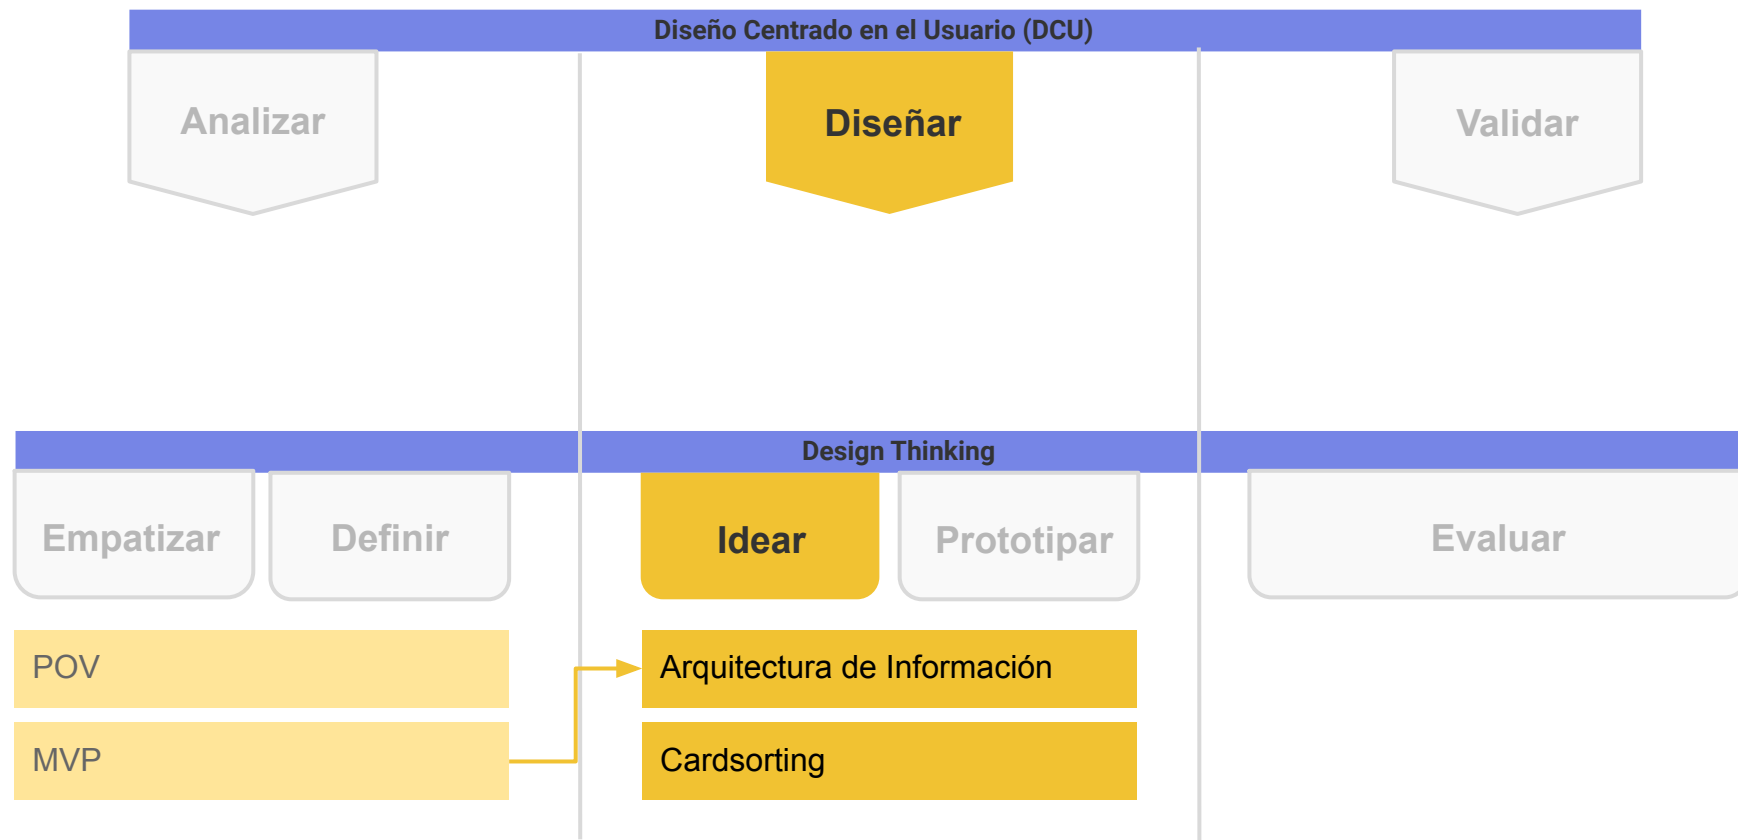 Diseño Centrado en el Usuario (DCU)
Analizar
Diseñar
Validar
Design Thinking
Empatizar
Definir
Idear
Prototipar
Evaluar
POV
Arquitectura de Información
MVP
Cardsorting